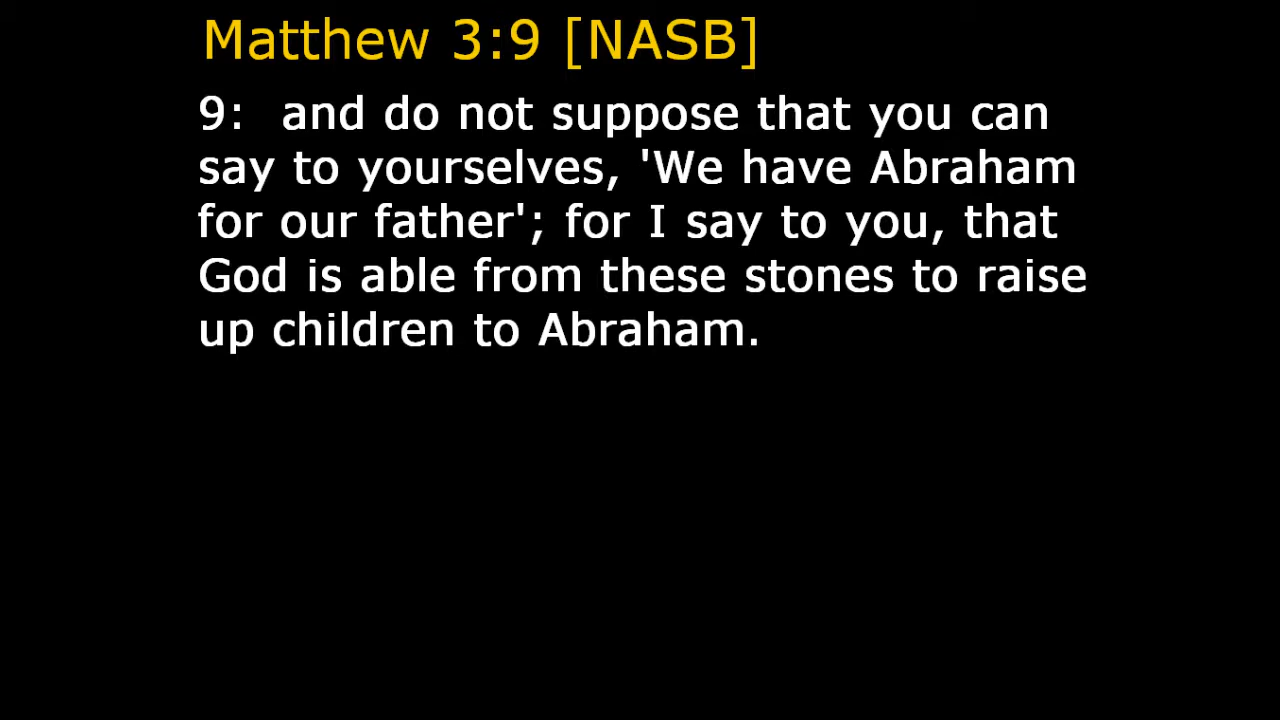 Matthew 3:9 [NASB]
9:  and do not suppose that you can
say to yourselves, 'We have Abraham
for our father'; for I say to you, that
God is able from these stones to raise
up children to Abraham.